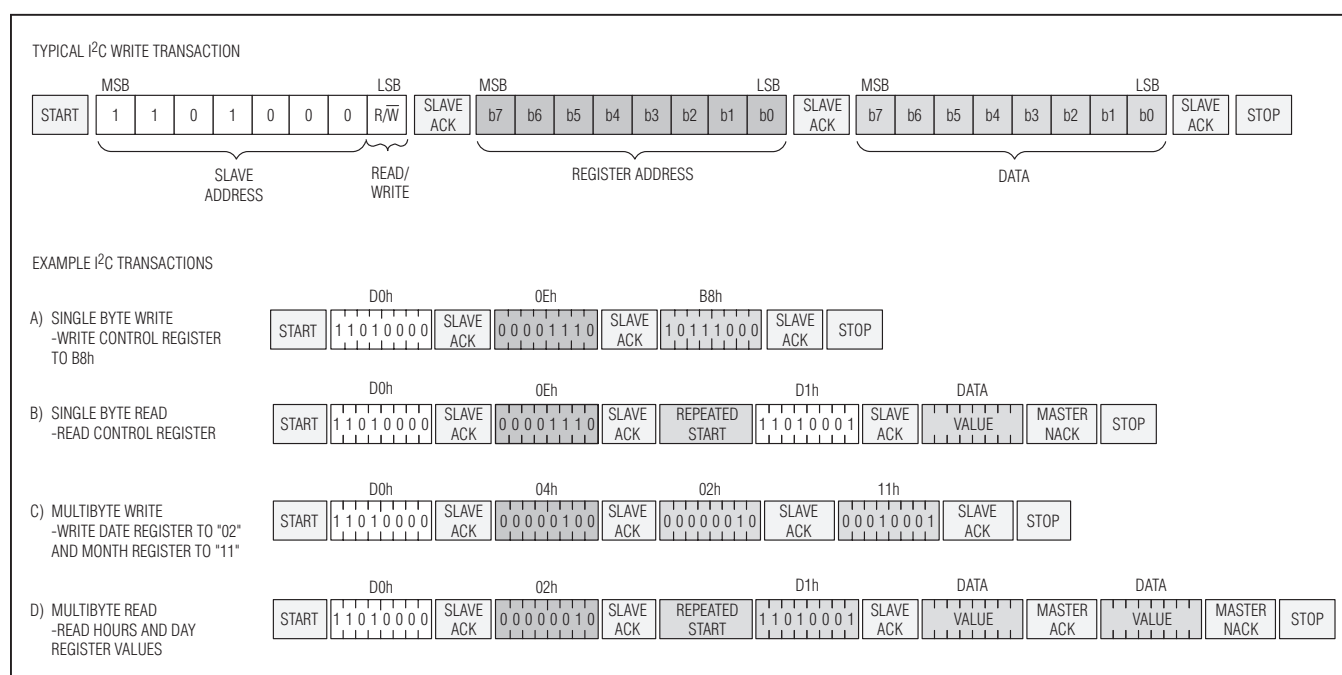 TYPICAL I2C WRITE TRANSACTION
MSB LSB MSB LSB MSB LSB
START 1 1 0 1 0 0 0 R/W̅ SLAVE ACK b7 b6 b5 b4 b3 b2 b1 b0 SLAVE ACK b7 b6 b5 b4 b3 b2 b1 b0 SLAVE ACK STOP
SLAVE ADDRESS READ/WRITE REGISTER ADDRESS DATA
EXAMPLE I2C TRANSACTIONS
D0h 0Eh B8h
A) SINGLE BYTE WRITE
-WRITE CONTROL REGISTER
TO B8h
START 11010000 SLAVE ACK 00001110 SLAVE ACK 10111000 SLAVE ACK STOP
D0h 0Eh D1h DATA
B) SINGLE BYTE READ
-READ CONTROL REGISTER
START 11010000 SLAVE ACK 00001110 SLAVE ACK REPEATED START 11010001 SLAVE ACK VALUE MASTER NACK STOP
D0h 04h 02h 11h
C) MULTIBYTE WRITE
-WRITE DATE REGISTER TO "02"
AND MONTH REGISTER TO "11"
START 11010000 SLAVE ACK 00000100 SLAVE ACK 00000010 SLAVE ACK 00010001 SLAVE ACK STOP
D0h 02h D1h DATA DATA
D) MULTIBYTE READ
-READ HOURS AND DAY
REGISTER VALUES
START 11010000 SLAVE ACK 00000010 SLAVE ACK REPEATED START 11010001 SLAVE ACK VALUE MASTER ACK VALUE MASTER NACK STOP